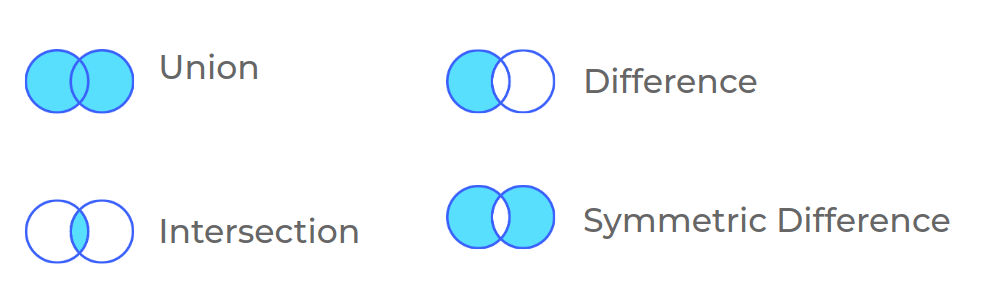 Union
Difference
Intersection
Symmetric Difference